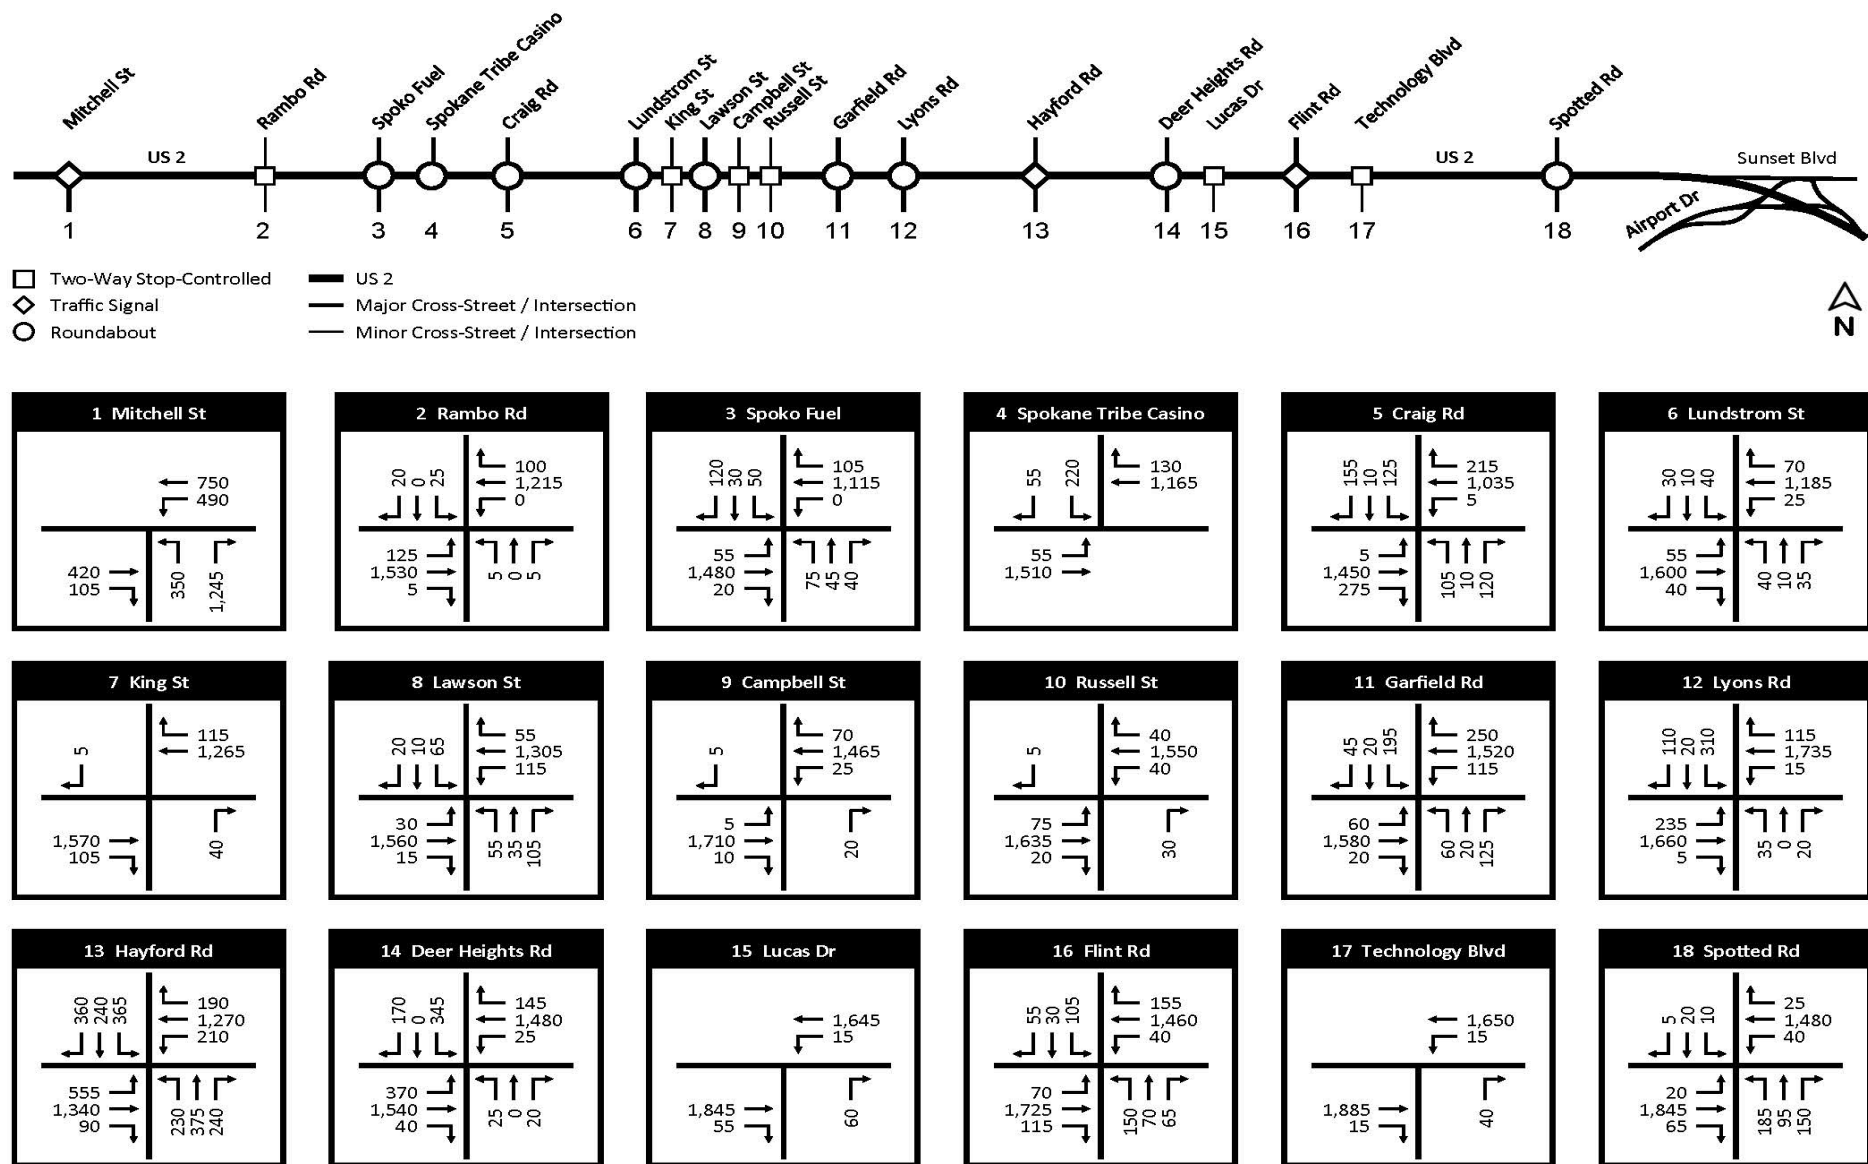 Mitchell St
Rambo Rd
Spoko Fuel
Spokane Tribe Casino
Craig Rd
Lundstrom St
King St
Lawson St
Campbell St
Russell St
Garfield Rd
Lyons Rd
Hayford Rd
Deer Heights Rd
Lucas Dr
Flint Rd
Technology Blvd
Spotted Rd
US 2
US 2
Sunset Blvd
Airport Dr
1 2 3 4 5 6 7 8 9 10 11 12 13 14 15 16 17 18
Two-Way Stop-Controlled
Traffic Signal
Roundabout
US 2
Major Cross-Street / Intersection
Minor Cross-Street / Intersection
N
1 Mitchell St
750
490
420
105
350 1,245
2 Rambo Rd
20 0 25
100
1,215
0
125
1,530
5
5 0 5
3 Spoko Fuel
120 30 50
105
1,115
0
55
1,480
20
75 45 40
4 Spokane Tribe Casino
55 220
130
1,165
55
1,510
5 Craig Rd
155 10 125
215
1,035
5
5
1,450
275
105 10 120
6 Lundstrom St
30 10 40
70
1,185
25
55
1,600
40
40 10 35
7 King St
5
115
1,265
1,570
105
40
8 Lawson St
20 10 65
55
1,305
115
30
1,560
15
55 35 105
9 Campbell St
5
70
1,465
25
5
1,710
10
20
10 Russell St
5
40
1,550
40
75
1,635
20
30
11 Garfield Rd
45 20 195
250
1,520
115
60
1,580
20
60 20 125
12 Lyons Rd
110 20 310
115
1,735
15
235
1,660
5
35 0 20
13 Hayford Rd
360 240 365
190
1,270
210
555
1,340
90
230 375 240
14 Deer Heights Rd
170 0 345
145
1,480
25
370
1,540
40
25 0 20
15 Lucas Dr
1,645
15
1,845
55
60
16 Flint Rd
55 30 105
155
1,460
40
70
1,725
115
150 70 65
17 Technology Blvd
1,650
15
1,885
15
40
18 Spotted Rd
5 20 10
25
1,480
40
20
1,845
65
185 95 150